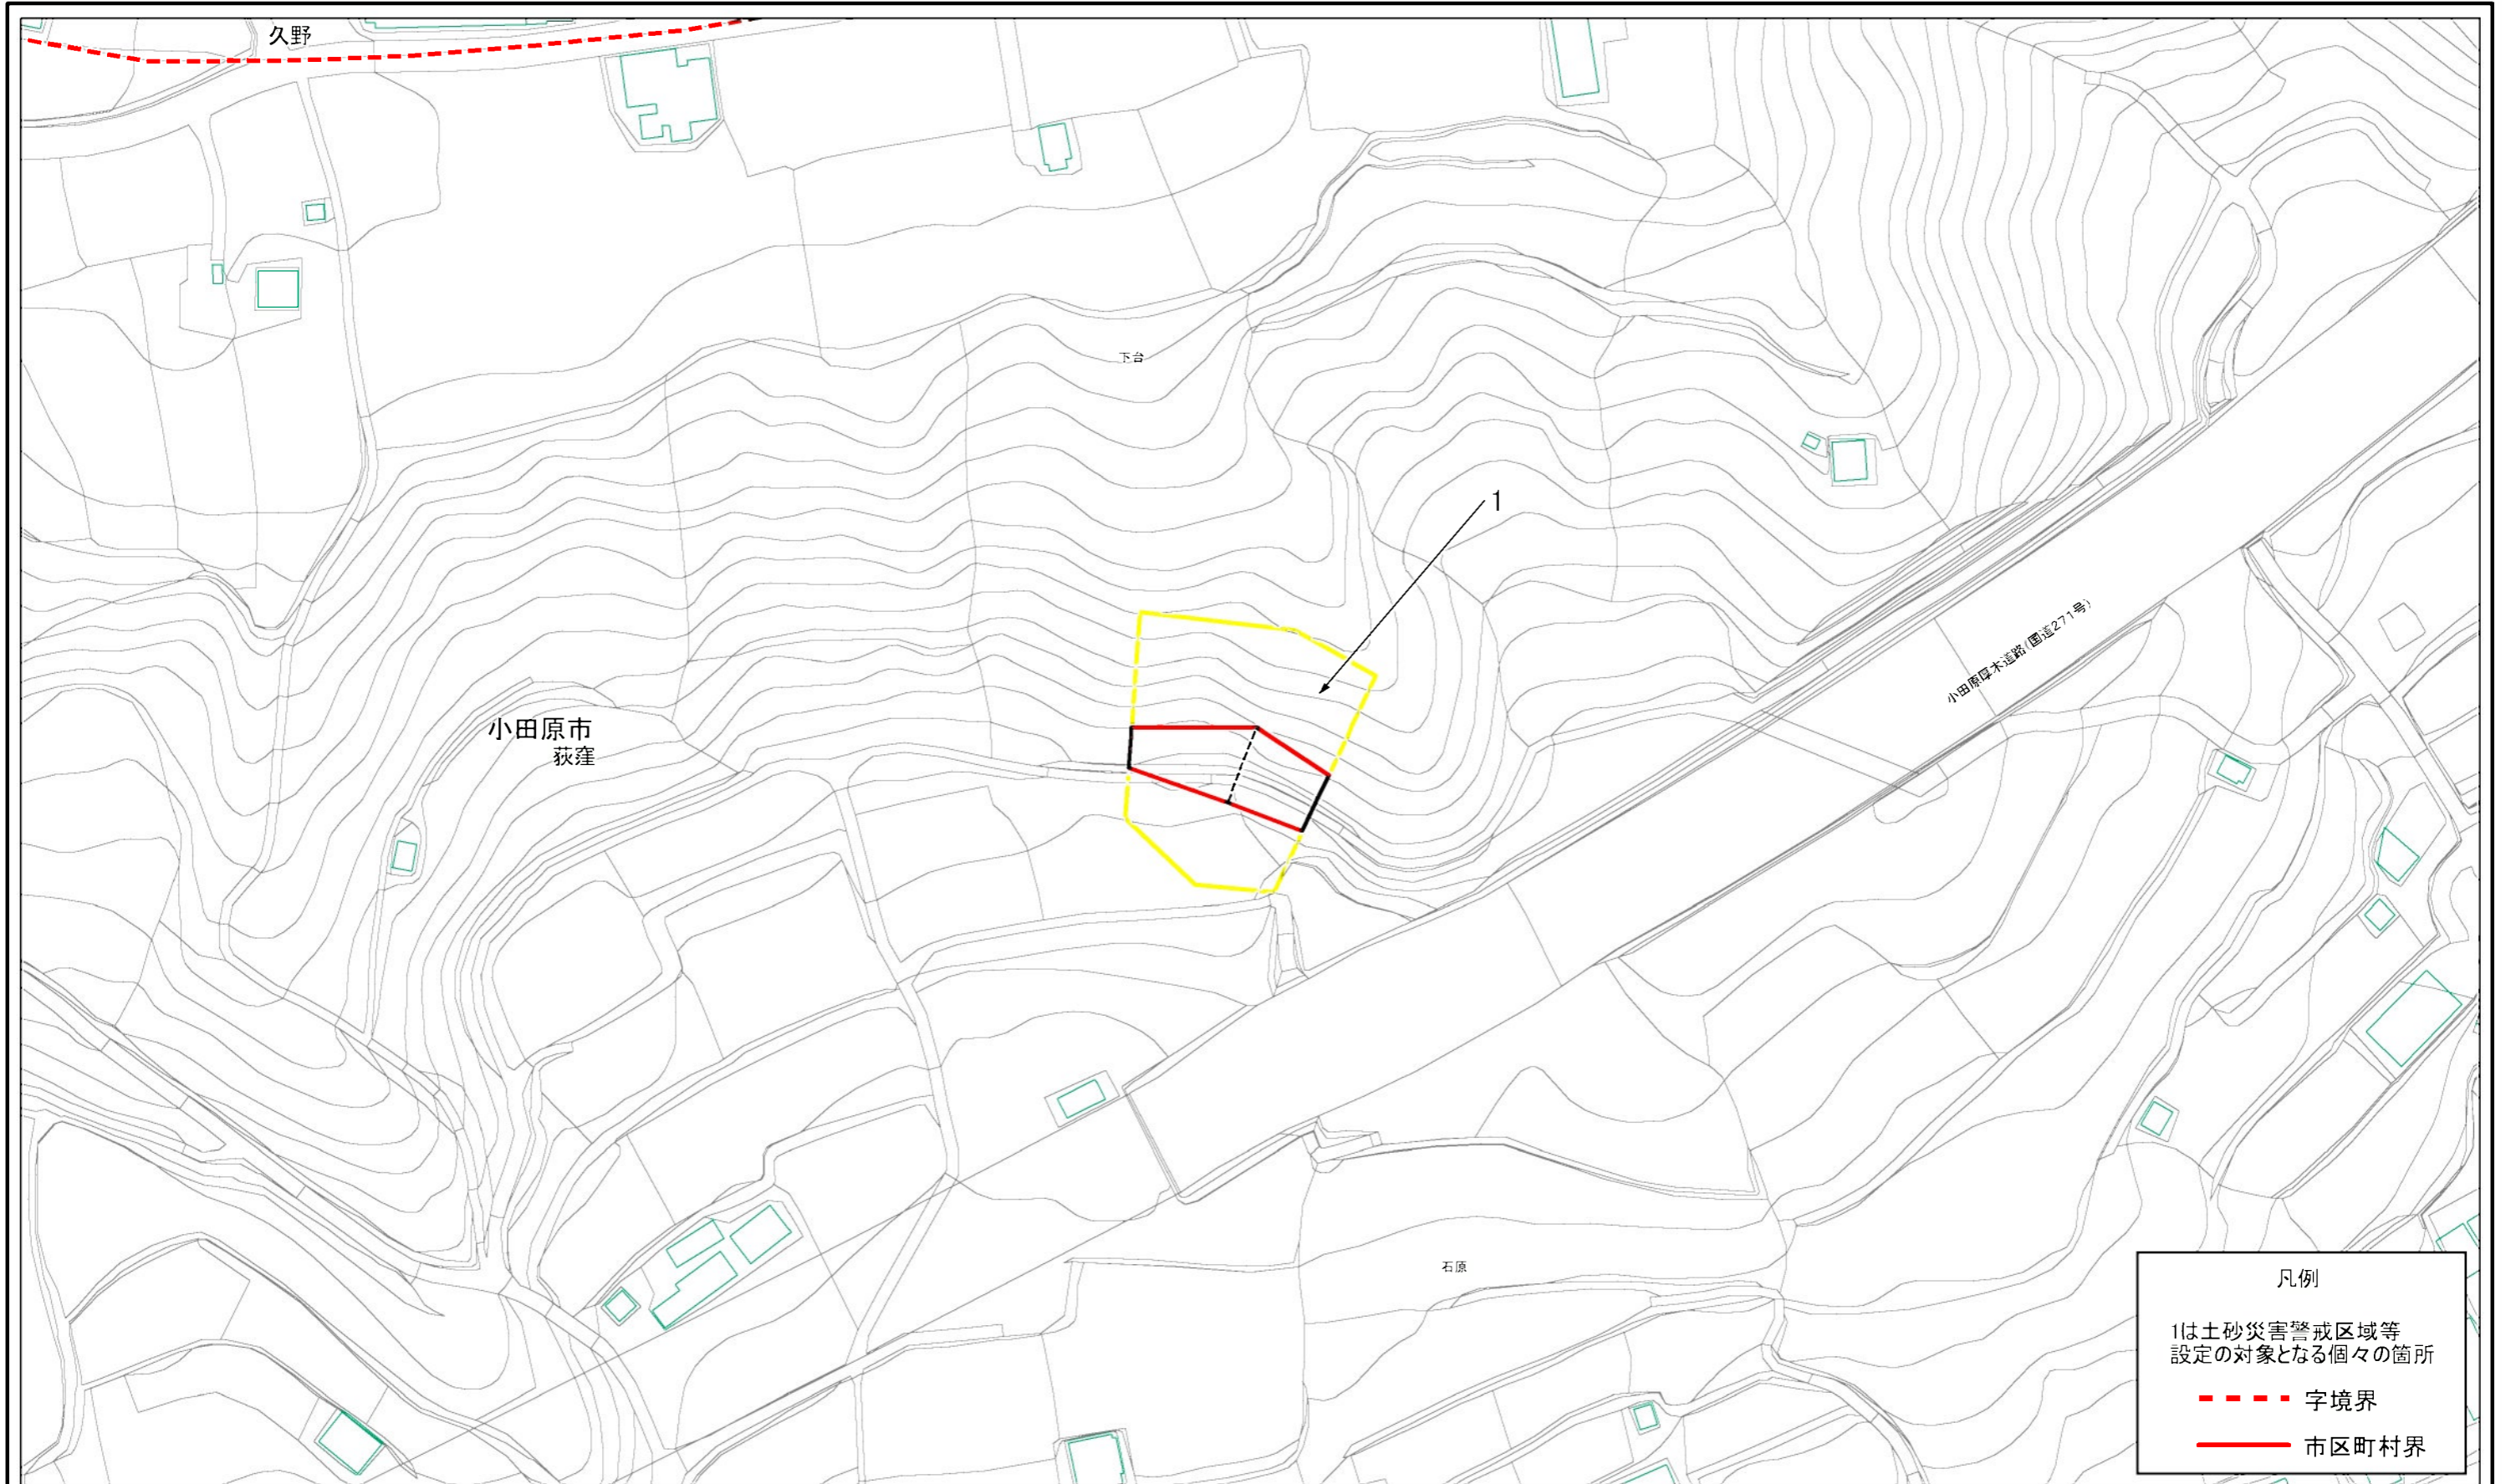 久野
下台
1
小田原厚木道路(国道271号)
小田原市
荻窪
石原
凡例
1は土砂災害警戒区域等
設定の対象となる個々の箇所
字境界
市区町村界